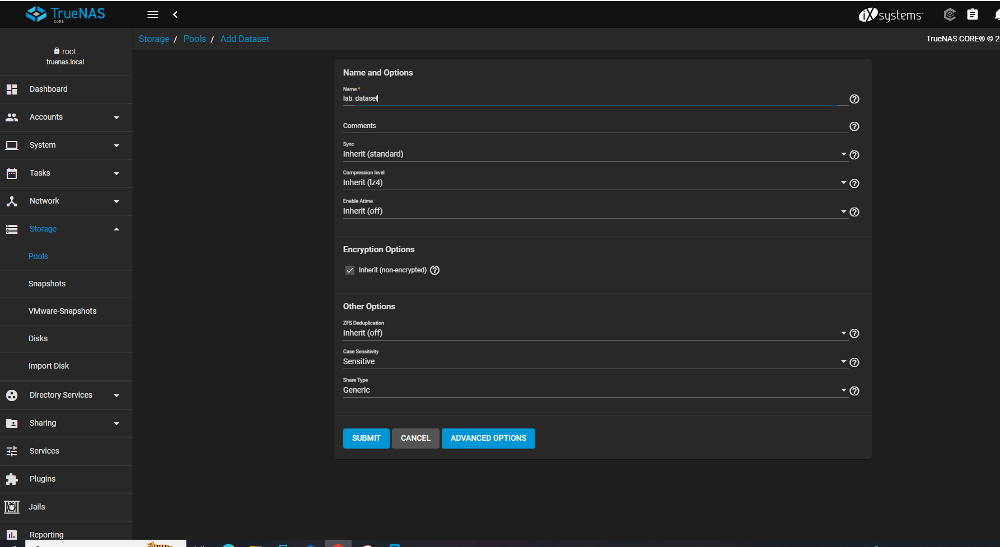 TrueNAS
CORE
iXsystems
Storage / Pools / Add Dataset
TrueNAS CORE® © 2
root
truenas.local
Dashboard
Accounts
System
Tasks
Network
Storage
Pools
Snapshots
VMware-Snapshots
Disks
Import Disk
Directory Services
Sharing
Services
Plugins
Jails
Reporting
Name and Options
Name *
lab_dataset
Comments
Sync
Inherit (standard)
Compression level
Inherit (lz4)
Enable Atime
Inherit (off)
Encryption Options
Inherit (non-encrypted)
Other Options
ZFS Deduplication
Inherit (off)
Case Sensitivity
Sensitive
Share Type
Generic
SUBMIT
CANCEL
ADVANCED OPTIONS